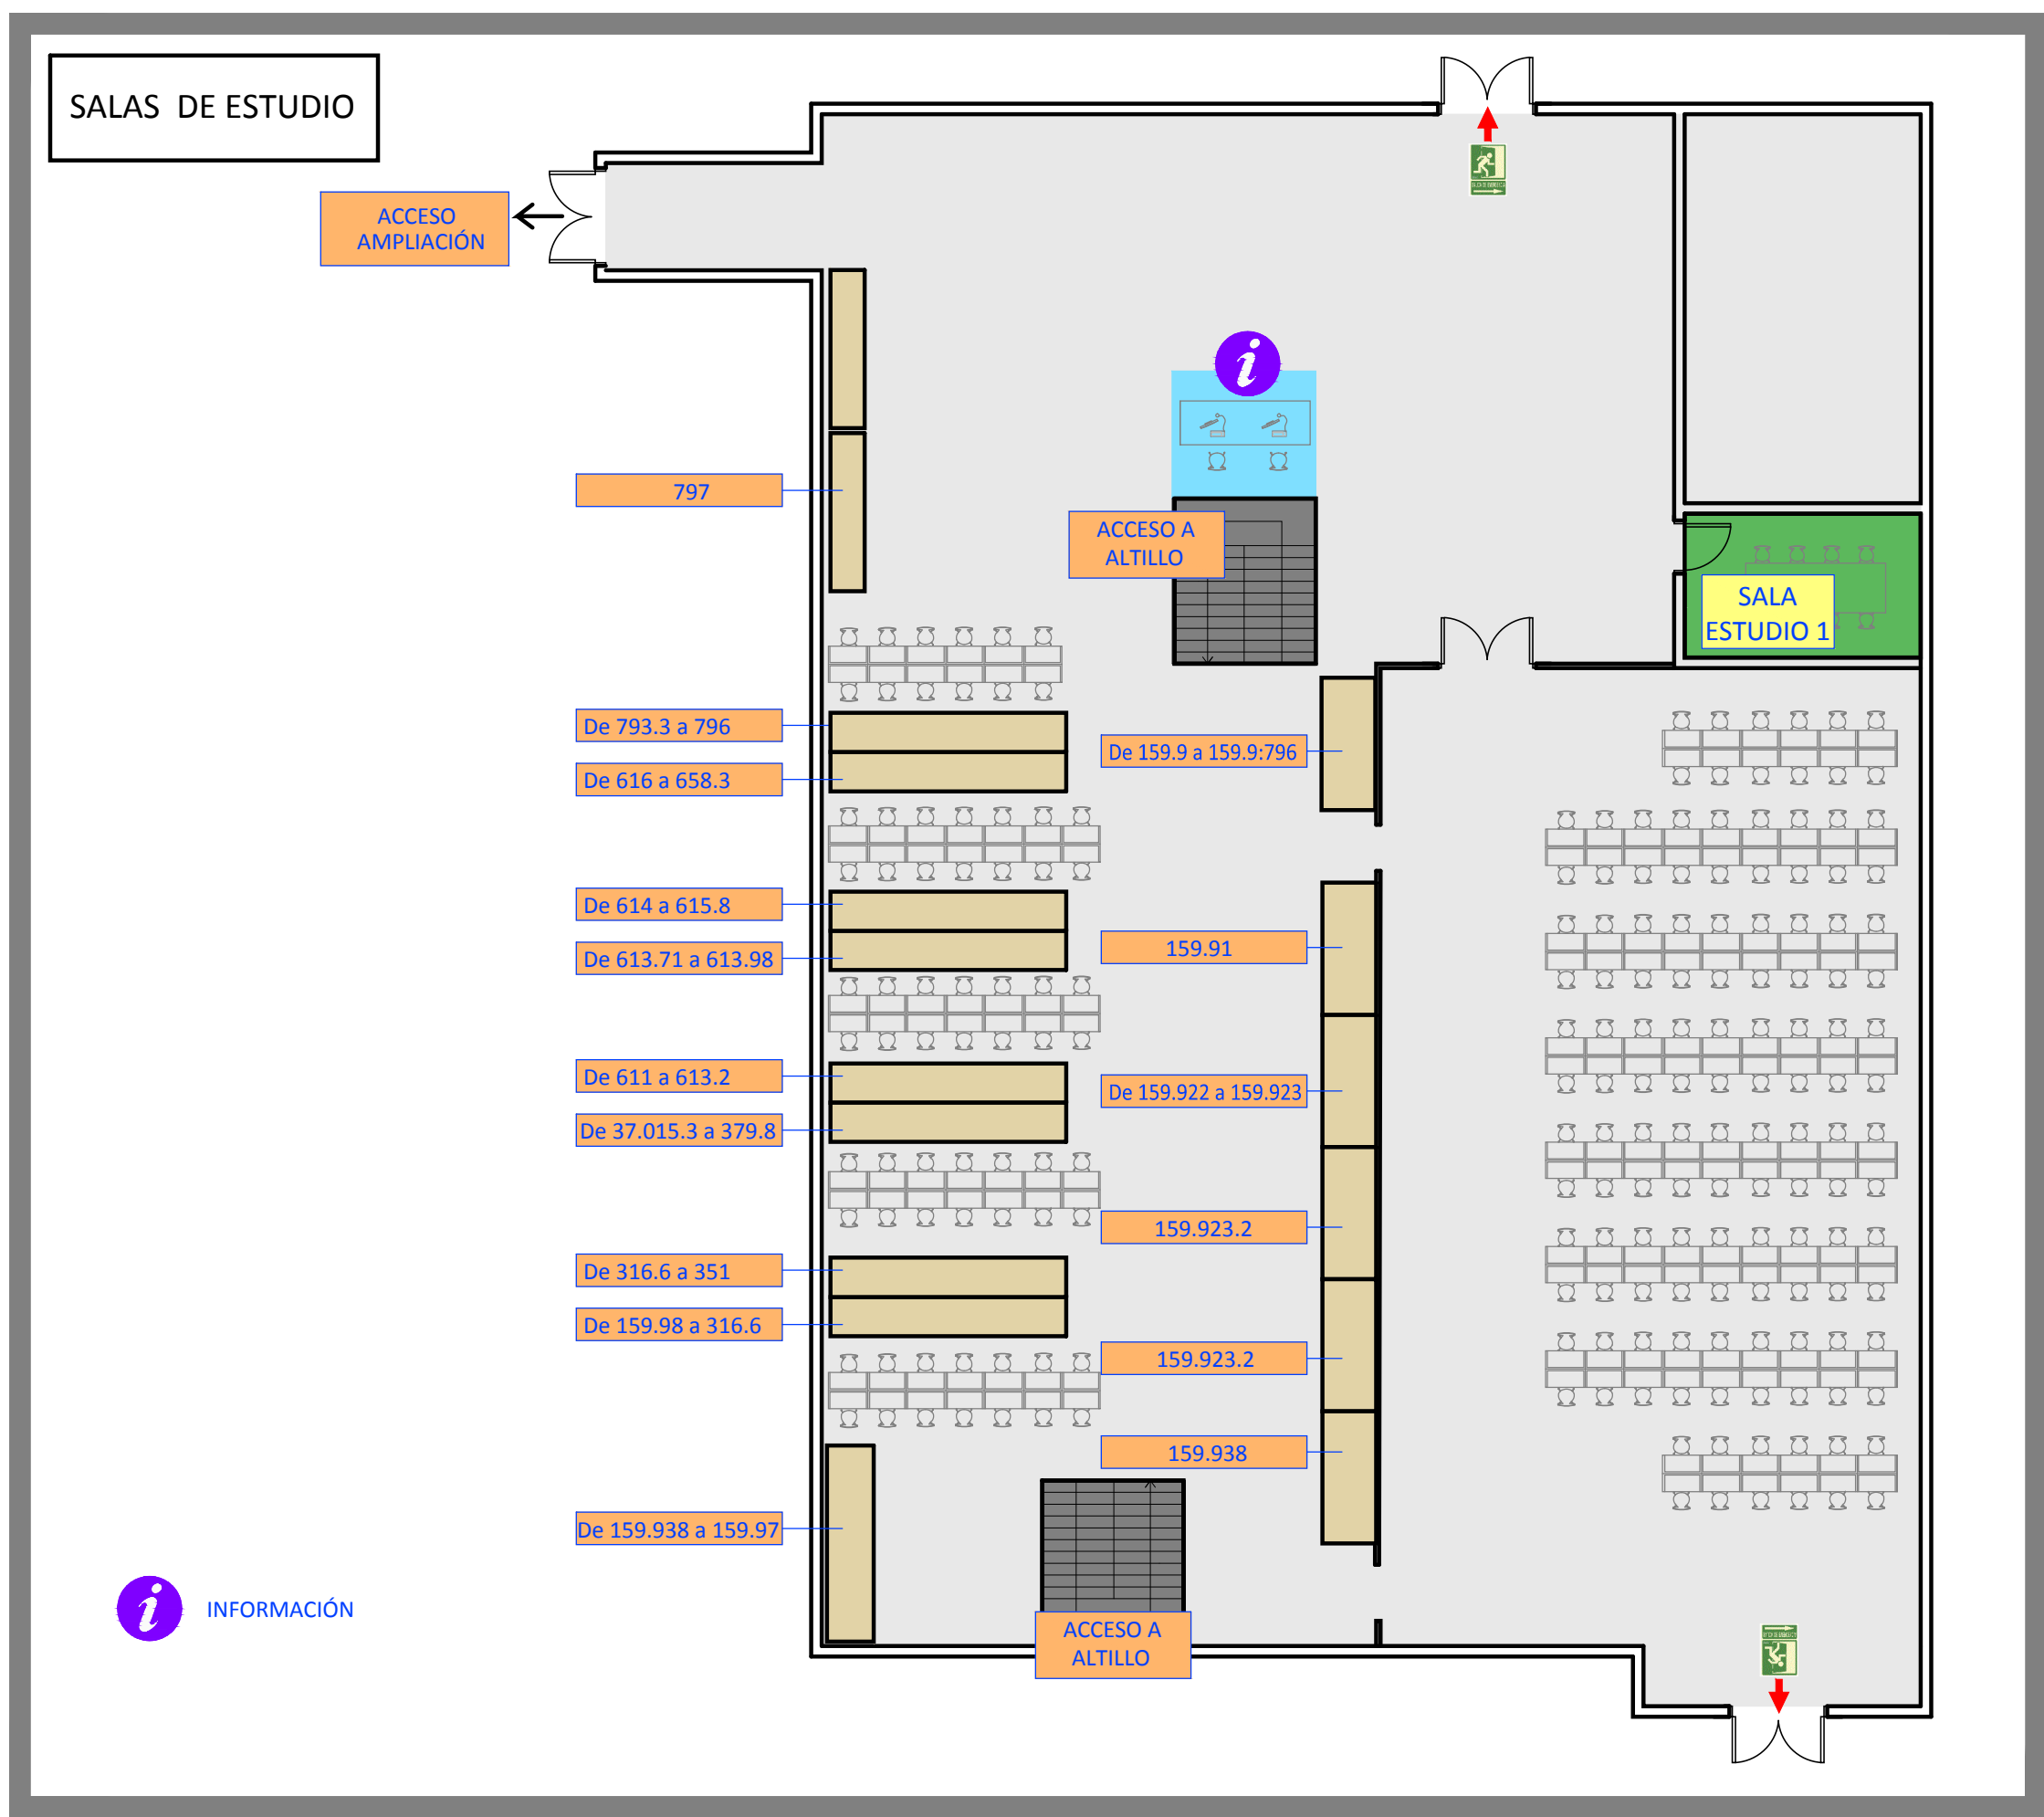 SALAS DE ESTUDIO
ACCESO
AMPLIACIÓN
797
ACCESO A
ALTILLO
SALA
ESTUDIO 1
De 793.3 a 796
De 616 a 658.3
De 159.9 a 159.9:796
De 614 a 615.8
De 613.71 a 613.98
159.91
De 611 a 613.2
De 37.015.3 a 379.8
De 159.922 a 159.923
159.923.2
De 316.6 a 351
De 159.98 a 316.6
159.923.2
159.938
De 159.938 a 159.97
ACCESO A
ALTILLO
INFORMACIÓN